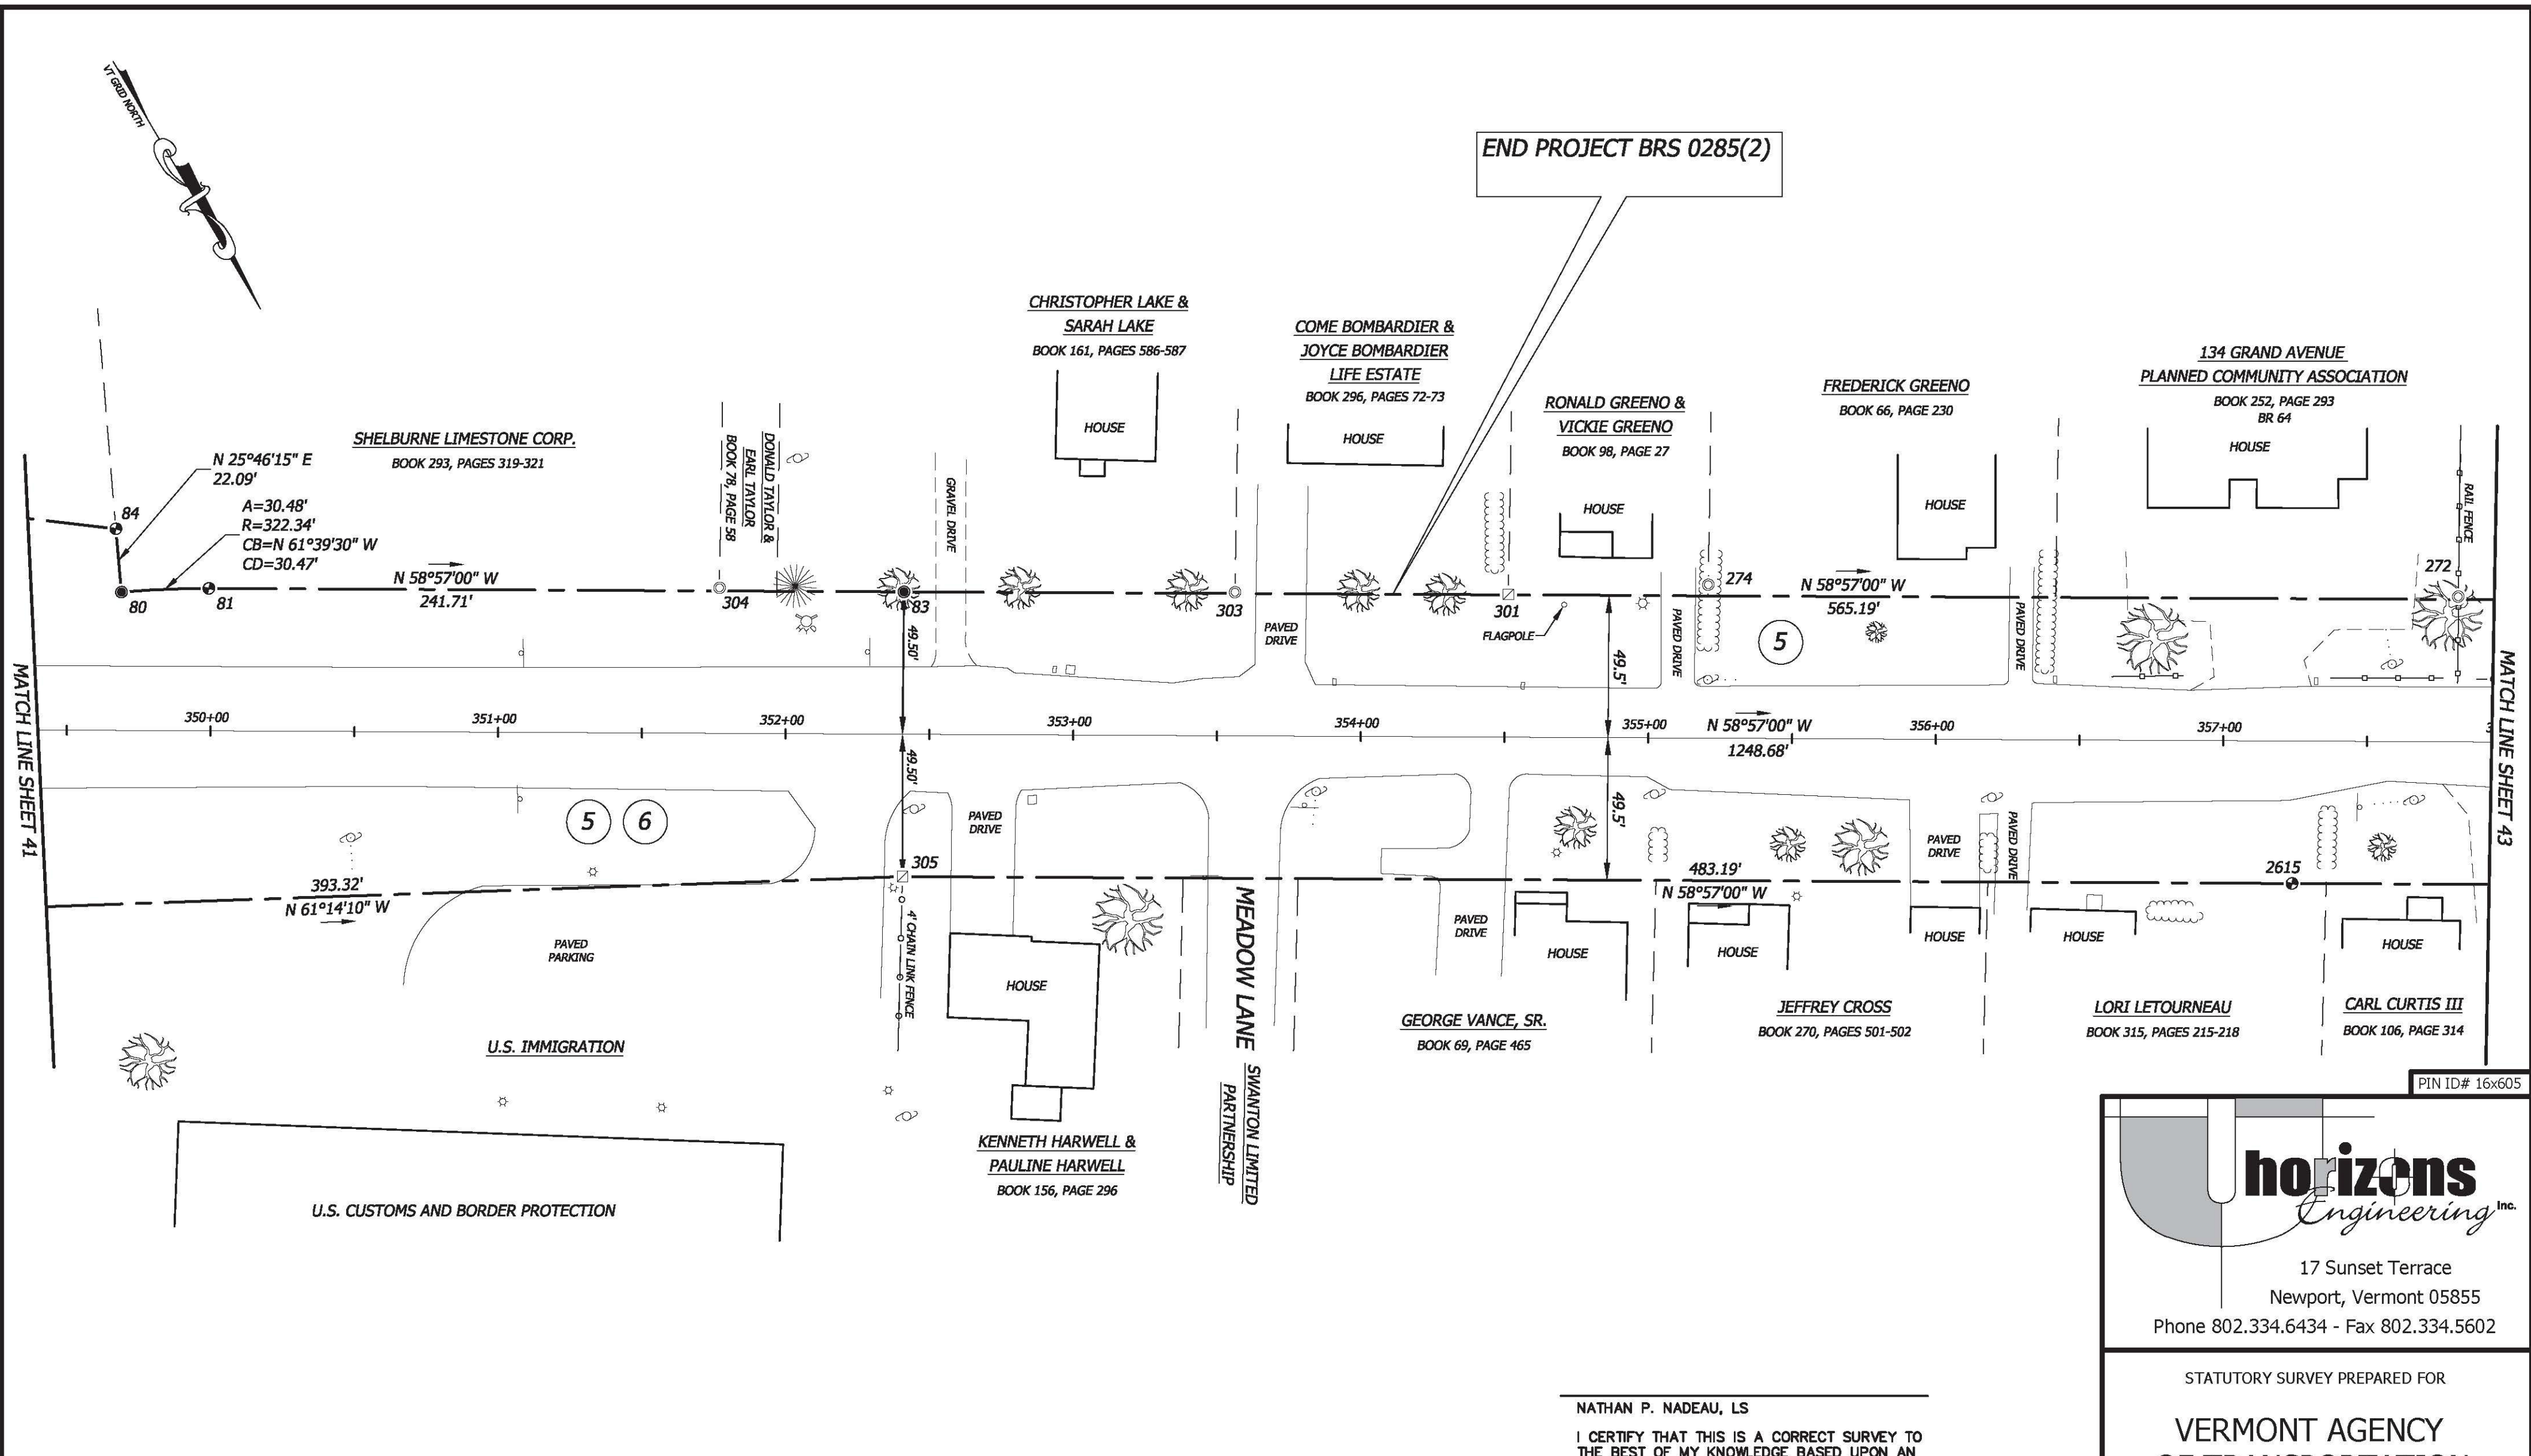 VT GRID NORTH
END PROJECT BRS 0285(2)
CHRISTOPHER LAKE &
SARAH LAKE
BOOK 161, PAGES 586-587
HOUSE
COME BOMBARDIER &
JOYCE BOMBARDIER
LIFE ESTATE
BOOK 296, PAGES 72-73
HOUSE
RONALD GREENO &
VICKIE GREENO
BOOK 98, PAGE 27
HOUSE
FREDERICK GREENO
BOOK 66, PAGE 230
HOUSE
134 GRAND AVENUE
PLANNED COMMUNITY ASSOCIATION
BOOK 252, PAGE 293
BR 64
HOUSE
RAIL FENCE
SHELBURNE LIMESTONE CORP.
BOOK 293, PAGES 319-321
N 25°46'15" E
22.09'
A=30.48'
R=322.34'
CB=N 61°39'30" W
CD=30.47'
84
80
81
N 58°57'00" W
241.71'
DONALD TAYLOR &
EARL TAYLOR
BOOK 78, PAGE 58
304
GRAVEL DRIVE
83
303
PAVED
DRIVE
301
FLAGPOLE
274
PAVED DRIVE
N 58°57'00" W
565.19'
5
PAVED DRIVE
272
49.50'
49.5'
MATCH LINE SHEET 41
MATCH LINE SHEET 43
350+00
351+00
352+00
353+00
354+00
355+00
N 58°57'00" W
1248.68'
356+00
357+00
3
49.50'
49.5'
5
6
305
PAVED
DRIVE
393.32'
N 61°14'10" W
PAVED
PARKING
4' CHAIN LINK FENCE
HOUSE
MEADOW LANE
SWANTON LIMITED
PARTNERSHIP
PAVED
DRIVE
483.19'
N 58°57'00" W
PAVED
DRIVE
PAVED DRIVE
2615
HOUSE
HOUSE
HOUSE
HOUSE
HOUSE
U.S. IMMIGRATION
GEORGE VANCE, SR.
BOOK 69, PAGE 465
JEFFREY CROSS
BOOK 270, PAGES 501-502
LORI LETOURNEAU
BOOK 315, PAGES 215-218
CARL CURTIS III
BOOK 106, PAGE 314
KENNETH HARWELL &
PAULINE HARWELL
BOOK 156, PAGE 296
U.S. CUSTOMS AND BORDER PROTECTION
PIN ID# 16x605
horizons
Engineering Inc.
17 Sunset Terrace
Newport, Vermont 05855
Phone 802.334.6434 - Fax 802.334.5602
STATUTORY SURVEY PREPARED FOR
VERMONT AGENCY
OF TRANSPORTATION
NATHAN P. NADEAU, LS
I CERTIFY THAT THIS IS A CORRECT SURVEY TO
THE BEST OF MY KNOWLEDGE BASED UPON AN